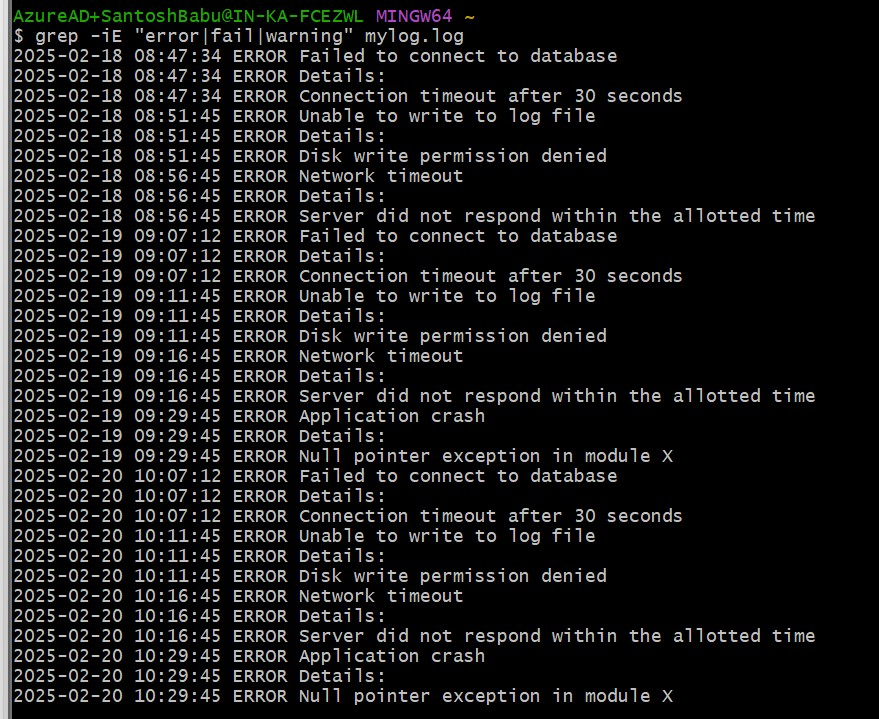 AzureAD+SantoshBabu@IN-KA-FCEZWL MINGW64 ~
$ grep -iE "error|fail|warning" mylog.log
2025-02-18 08:47:34 ERROR Failed to connect to database
2025-02-18 08:47:34 ERROR Details:
2025-02-18 08:47:34 ERROR Connection timeout after 30 seconds
2025-02-18 08:51:45 ERROR Unable to write to log file
2025-02-18 08:51:45 ERROR Details:
2025-02-18 08:51:45 ERROR Disk write permission denied
2025-02-18 08:56:45 ERROR Network timeout
2025-02-18 08:56:45 ERROR Details:
2025-02-18 08:56:45 ERROR Server did not respond within the allotted time
2025-02-19 09:07:12 ERROR Failed to connect to database
2025-02-19 09:07:12 ERROR Details:
2025-02-19 09:07:12 ERROR Connection timeout after 30 seconds
2025-02-19 09:11:45 ERROR Unable to write to log file
2025-02-19 09:11:45 ERROR Details:
2025-02-19 09:11:45 ERROR Disk write permission denied
2025-02-19 09:16:45 ERROR Network timeout
2025-02-19 09:16:45 ERROR Details:
2025-02-19 09:16:45 ERROR Server did not respond within the allotted time
2025-02-19 09:29:45 ERROR Application crash
2025-02-19 09:29:45 ERROR Details:
2025-02-19 09:29:45 ERROR Null pointer exception in module X
2025-02-20 10:07:12 ERROR Failed to connect to database
2025-02-20 10:07:12 ERROR Details:
2025-02-20 10:07:12 ERROR Connection timeout after 30 seconds
2025-02-20 10:11:45 ERROR Unable to write to log file
2025-02-20 10:11:45 ERROR Details:
2025-02-20 10:11:45 ERROR Disk write permission denied
2025-02-20 10:16:45 ERROR Network timeout
2025-02-20 10:16:45 ERROR Details:
2025-02-20 10:16:45 ERROR Server did not respond within the allotted time
2025-02-20 10:29:45 ERROR Application crash
2025-02-20 10:29:45 ERROR Details:
2025-02-20 10:29:45 ERROR Null pointer exception in module X